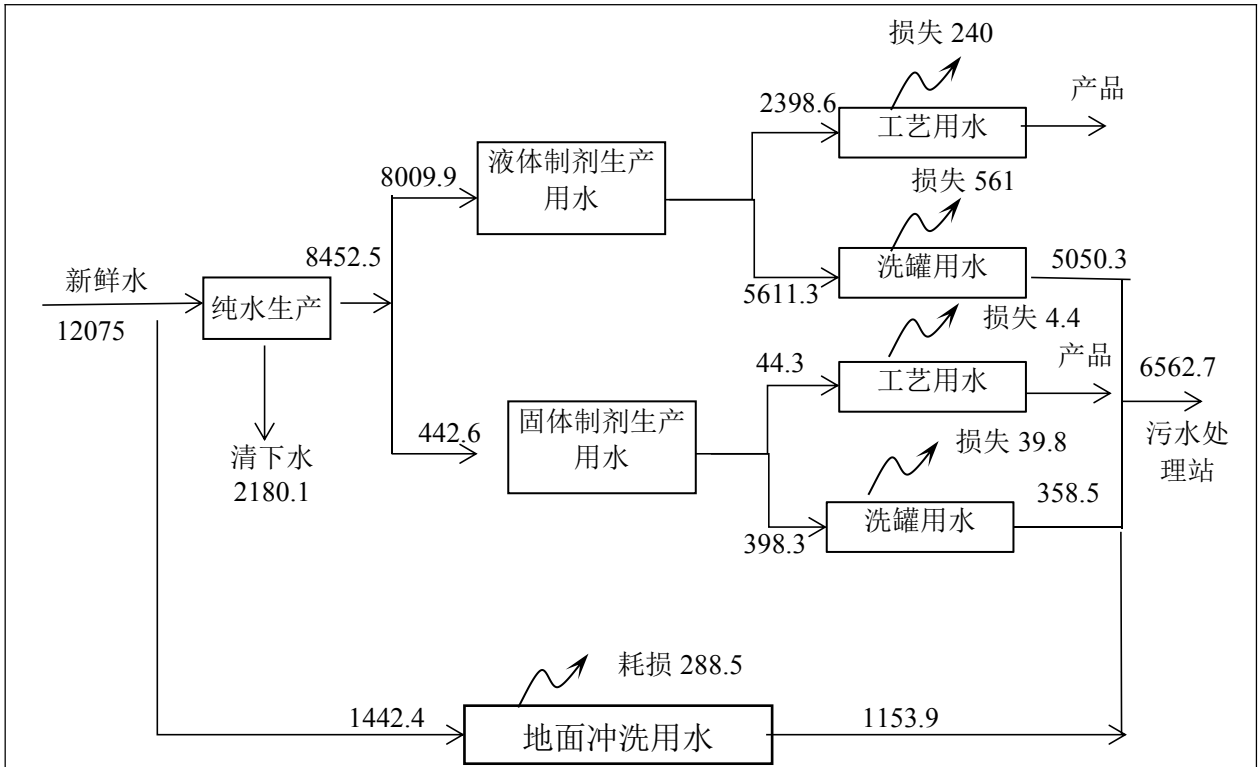 损失 240
2398.6
产品
工艺用水
液体制剂生产
用水
8009.9
损失 561
8452.5
新鲜水
12075
纯水生产
洗罐用水
5050.3
5611.3
损失 4.4
产品
44.3
工艺用水
6562.7
污水处
理站
442.6
固体制剂生产
用水
清下水
2180.1
损失 39.8
358.5
洗罐用水
398.3
耗损 288.5
1442.4
地面冲洗用水
1153.9